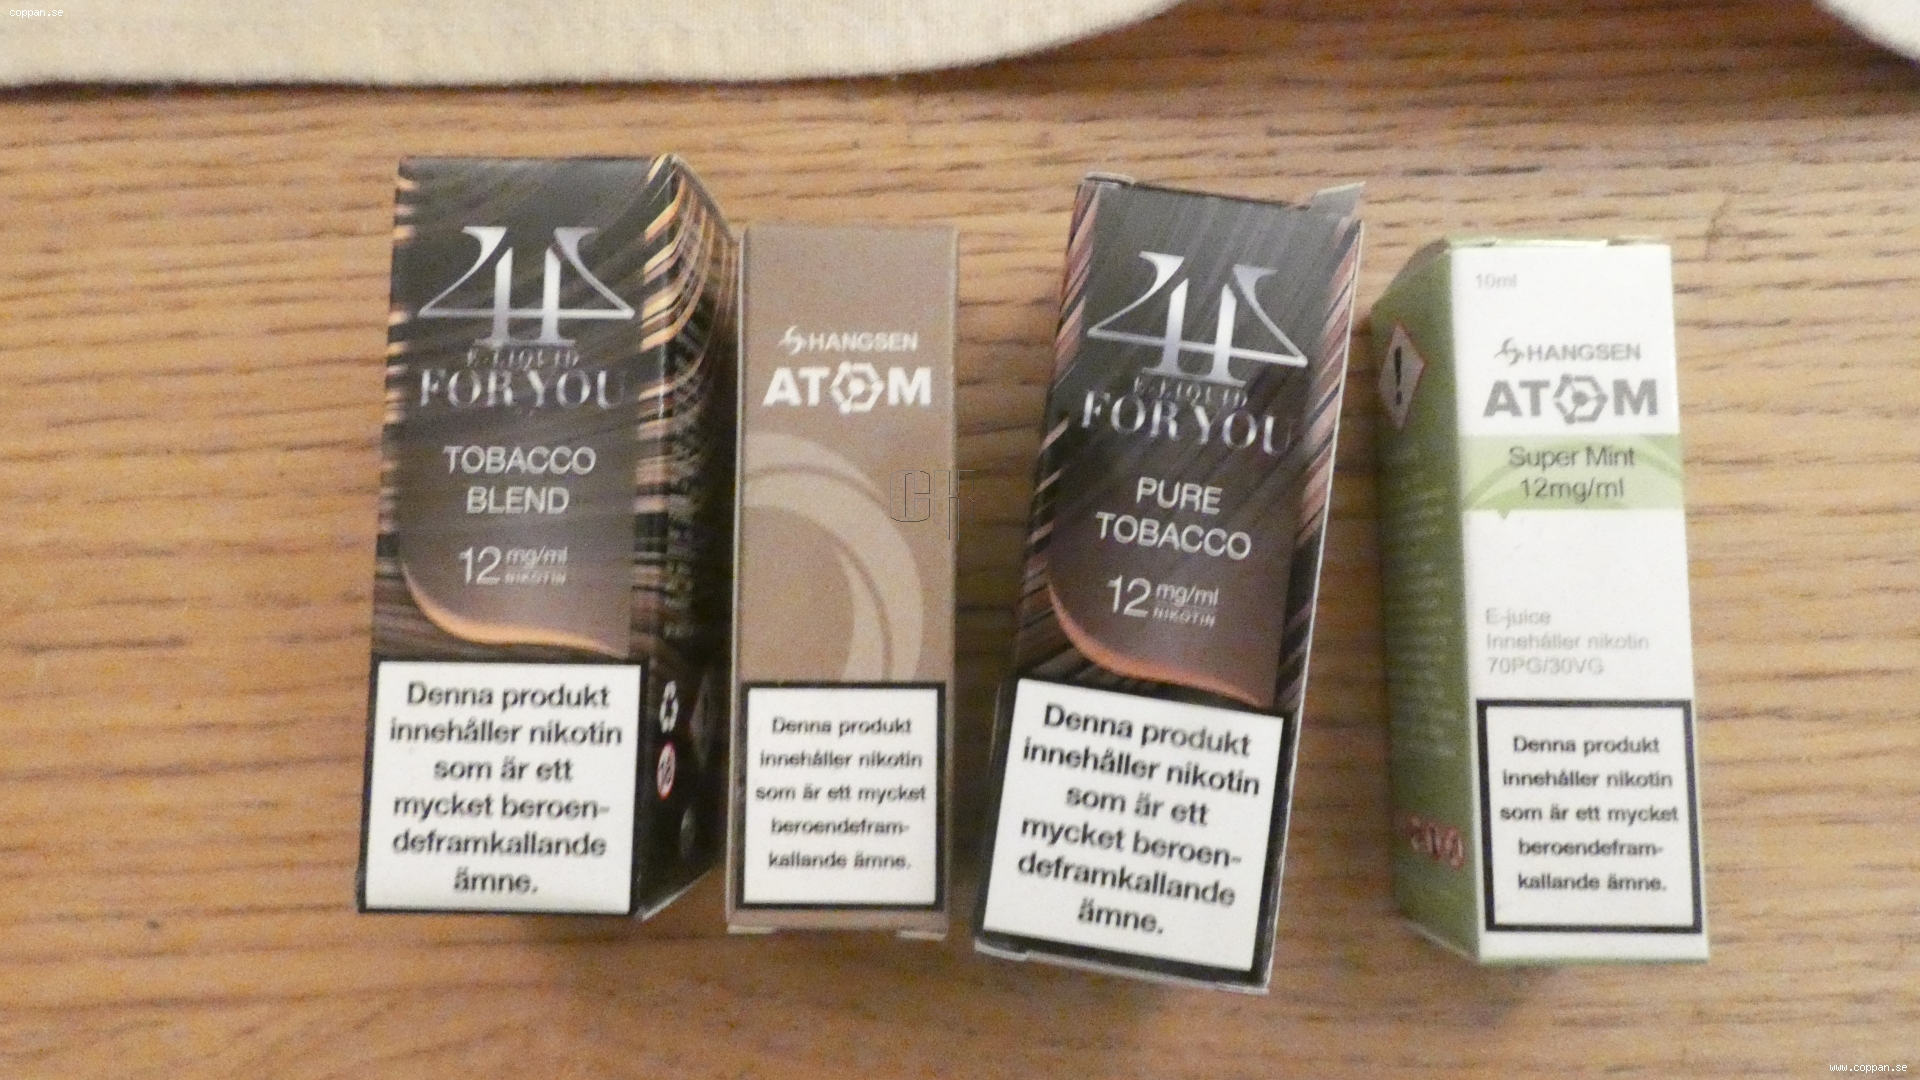 coppan.se
E-LIQUID
FOR YOU
TOBACCO
BLEND
12 mg/ml
NIKOTIN
Denna produkt
innehåller nikotin
som är ett
mycket beroen-
deframkallande
ämne.
HANGSEN
ATOM
Denna produkt
innehåller nikotin
som är ett mycket
beroendefram-
kallande ämne.
E-LIQUID
FOR YOU
PURE
TOBACCO
12 mg/ml
NIKOTIN
Denna produkt
innehåller nikotin
som är ett
mycket beroen-
deframkallande
ämne.
10ml
HANGSEN
ATOM
Super Mint
12mg/ml
E-juice
Innehåller nikotin
70PG/30VG
Denna produkt
innehåller nikotin
som är ett mycket
beroendefram-
kallande ämne.
www.coppan.se